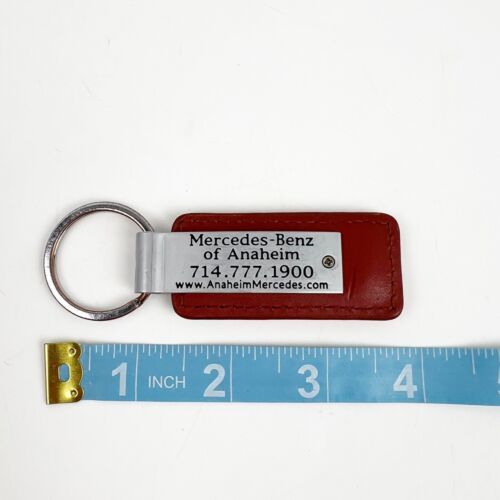 Mercedes-Benz
of Anaheim
714.777.1900
www.AnaheimMercedes.com
1 INCH 2 3 4